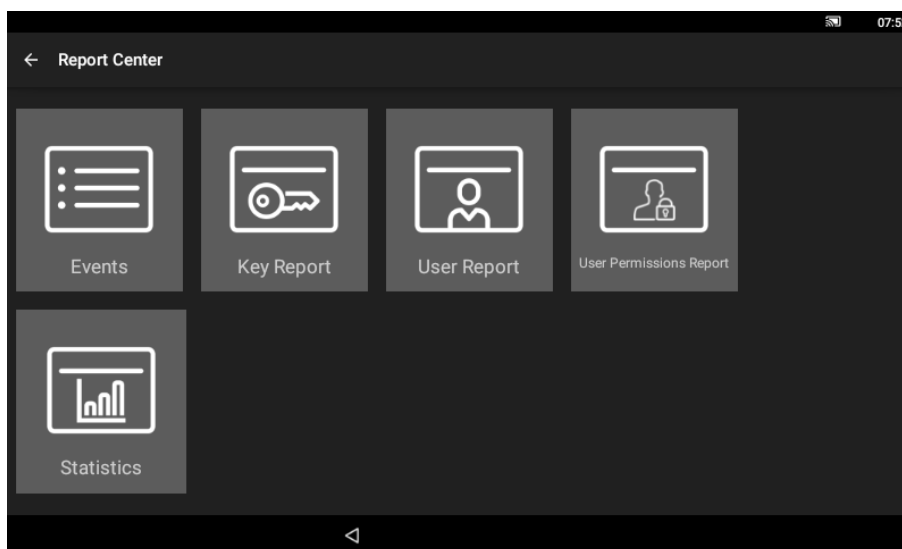 07:5
Report Center
Events
Key Report
User Report
User Permissions Report
Statistics